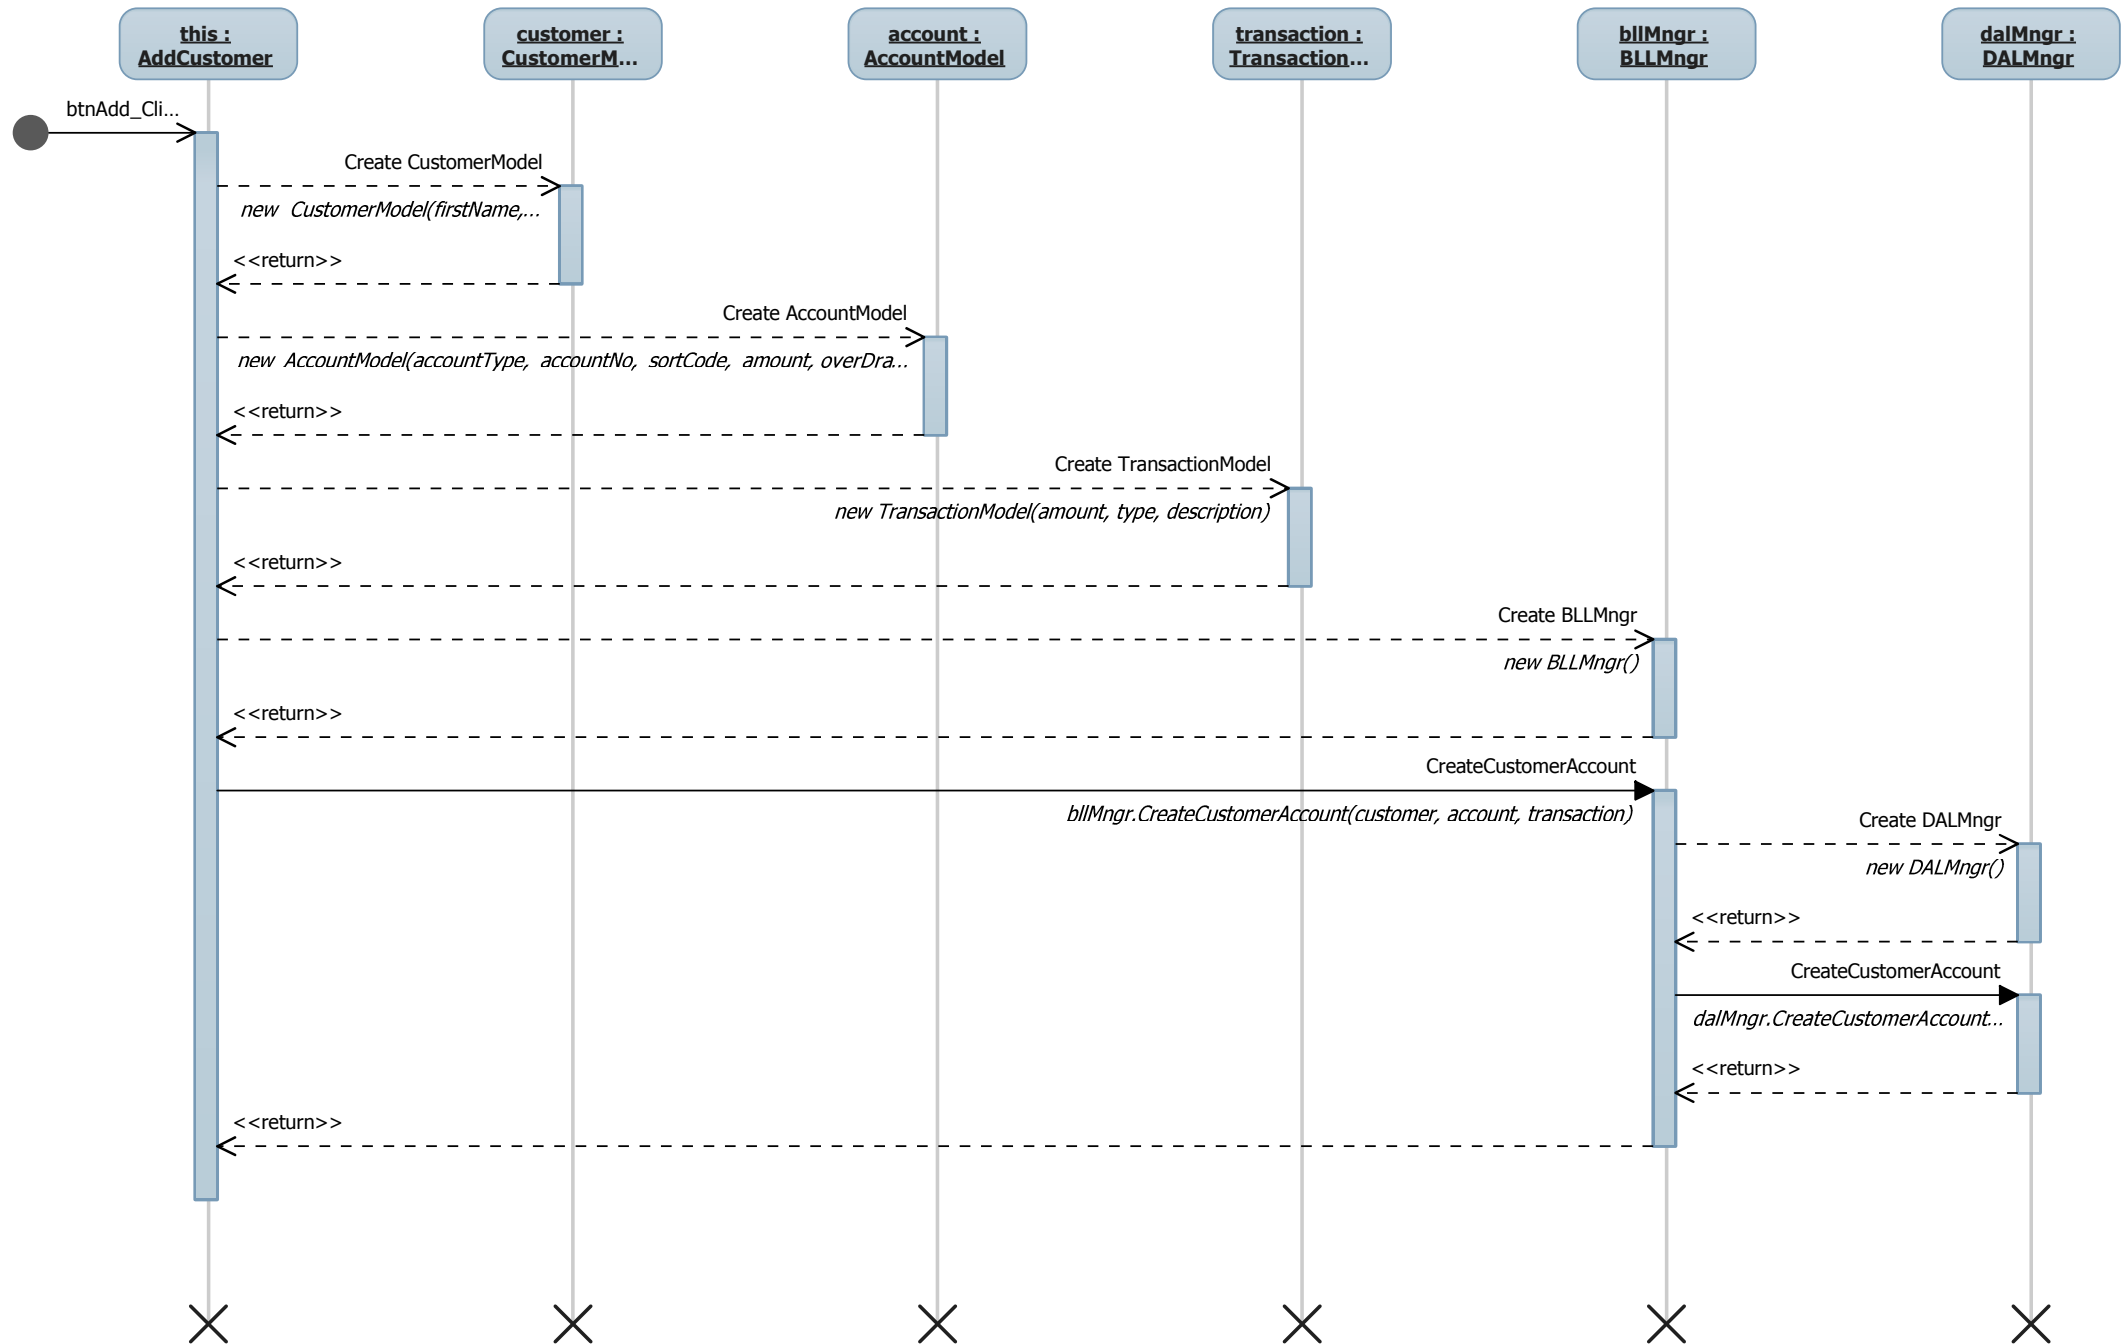 this :
AddCustomer
customer :
CustomerM...
account :
AccountModel
transaction :
Transaction...
bllMngr :
BLLMngr
dalMngr :
DALMngr
btnAdd_Cli...
Create CustomerModel
new CustomerModel(firstName,...
<<return>>
Create AccountModel
new AccountModel(accountType, accountNo, sortCode, amount, overDra...
<<return>>
Create TransactionModel
new TransactionModel(amount, type, description)
<<return>>
Create BLLMngr
new BLLMngr()
<<return>>
CreateCustomerAccount
bllMngr.CreateCustomerAccount(customer, account, transaction)
Create DALMngr
new DALMngr()
<<return>>
CreateCustomerAccount
dalMngr.CreateCustomerAccount...
<<return>>
<<return>>